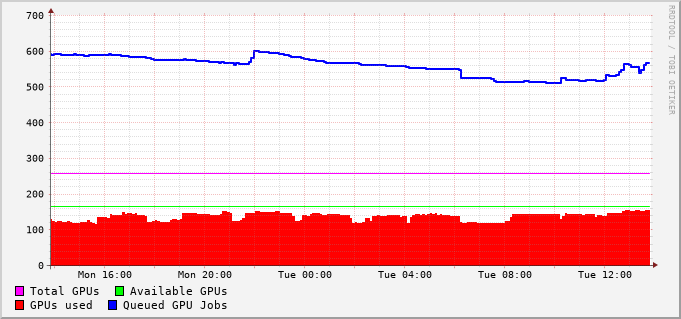 RRDTOOL / TOBI OETIKER
700
600
500
400
300
200
100
0
Mon 16:00 Mon 20:00 Tue 00:00 Tue 04:00 Tue 08:00 Tue 12:00
Total GPUs Available GPUs
GPUs used Queued GPU Jobs